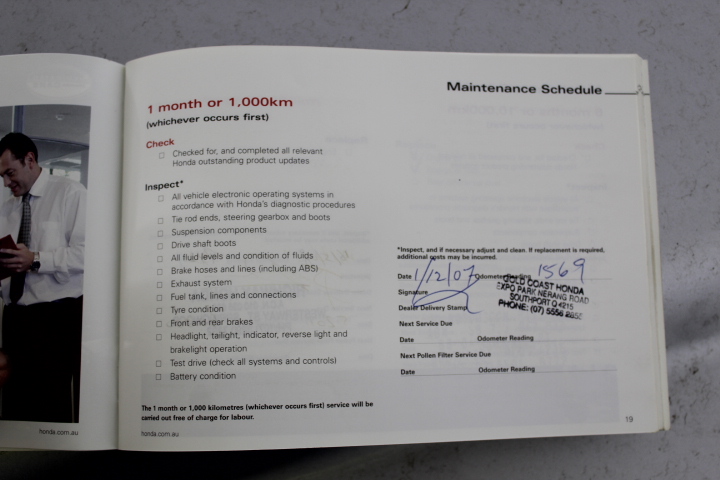 Maintenance Schedule
1 month or 1,000km
(whichever occurs first)
Check
Checked for, and completed all relevant
Honda outstanding product updates
Inspect*
All vehicle electronic operating systems in
accordance with Honda's diagnostic procedures
Tie rod ends, steering gearbox and boots
Suspension components
Drive shaft boots
All fluid levels and condition of fluids
Brake hoses and lines (including ABS)
Exhaust system
Fuel tank, lines and connections
Tyre condition
Front and rear brakes
Headlight, tailight, indicator, reverse light and
brakelight operation
Test drive (check all systems and controls)
Battery condition
The 1 month or 1,000 kilometres (whichever occurs first) service will be
carried out free of charge for labour.
honda.com.au
*Inspect, and if necessary adjust and clean. If replacement is required,
additional costs may be incurred.
Date 1/12/07 Odometer Reading 1569
Signature
Dealer Delivery Stamp
GOLD COAST HONDA
EXPO PARK NERANG ROAD
SOUTHPORT Q 4215
PHONE: (07) 5556
Next Service Due
Date Odometer Reading
Next Pollen Filter Service Due
Date Odometer Reading
19
honda.com.au